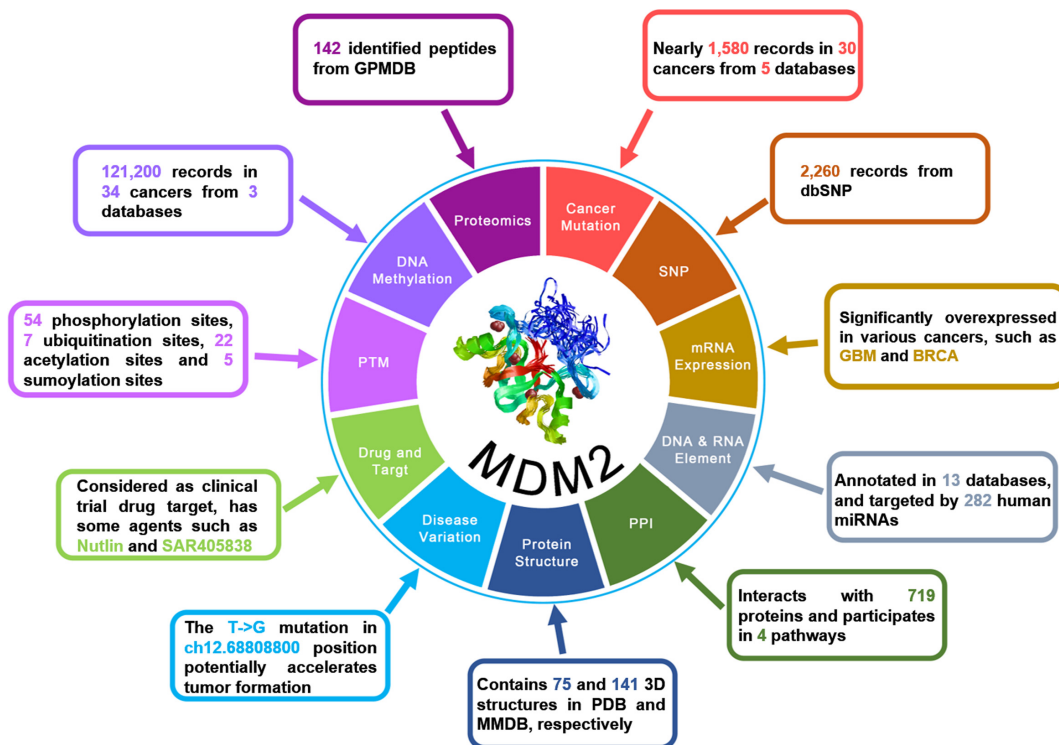 142 identified peptides
from GPMDB
Nearly 1,580 records in 30
cancers from 5 databases
121,200 records in
34 cancers from 3
databases
2,260 records from
dbSNP
54 phosphorylation sites,
7 ubiquitination sites, 22
acetylation sites and 5
sumoylation sites
Significantly overexpressed
in various cancers, such as
GBM and BRCA
Considered as clinical
trial drug target, has
some agents such as
Nutlin and SAR405838
Annotated in 13 databases,
and targeted by 282 human
miRNAs
The T->G mutation in
ch12.68808800 position
potentially accelerates
tumor formation
Contains 75 and 141 3D
structures in PDB and
MMDB, respectively
Interacts with 719
proteins and participates
in 4 pathways
Proteomics
Cancer
Mutation
SNP
mRNA
Expression
DNA & RNA
Element
PPI
Protein
Structure
Disease
Variation
Drug and
Targt
PTM
DNA
Methylation
MDM2